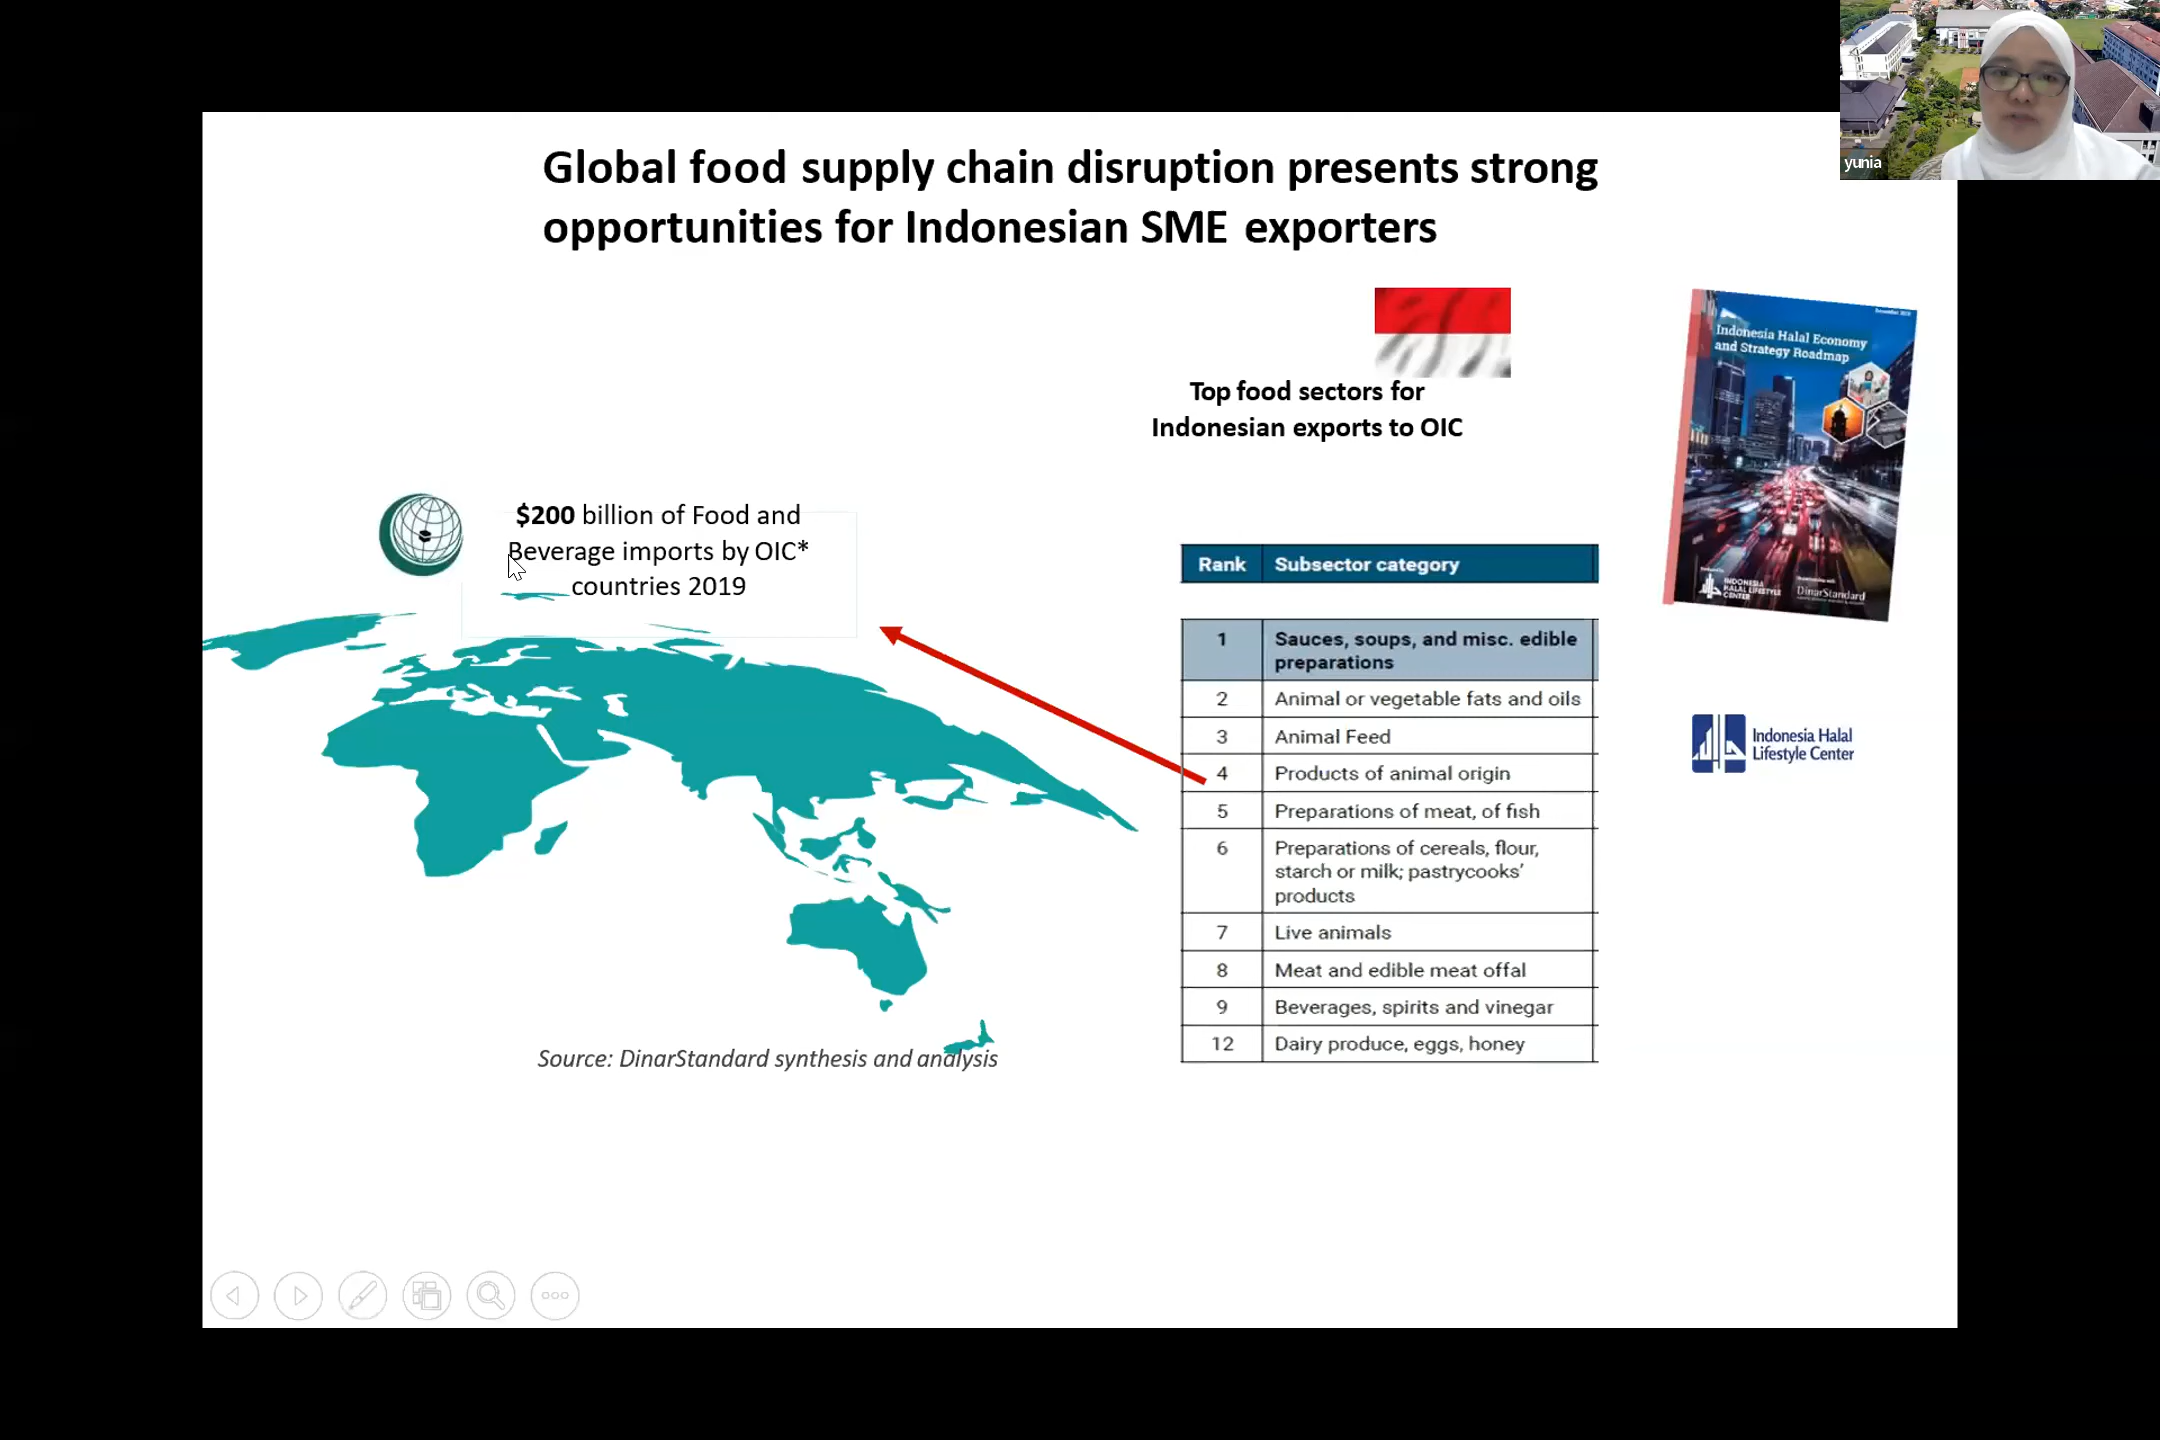 yunia
Global food supply chain disruption presents strong
opportunities for Indonesian SME exporters
Top food sectors for
Indonesian exports to OIC
Indonesia Halal Economy
and Strategy Roadmap
INDONESIA
HALAL LIFESTYLE
CENTER
DinarStandard
$200 billion of Food and
Beverage imports by OIC*
countries 2019
Rank Subsector category
1 Sauces, soups, and misc. edible
preparations
2 Animal or vegetable fats and oils
3 Animal Feed
4 Products of animal origin
5 Preparations of meat, of fish
6 Preparations of cereals, flour,
starch or milk; pastrycooks’
products
7 Live animals
8 Meat and edible meat offal
9 Beverages, spirits and vinegar
12 Dairy produce, eggs, honey
Indonesia Halal
Lifestyle Center
Source: DinarStandard synthesis and analysis